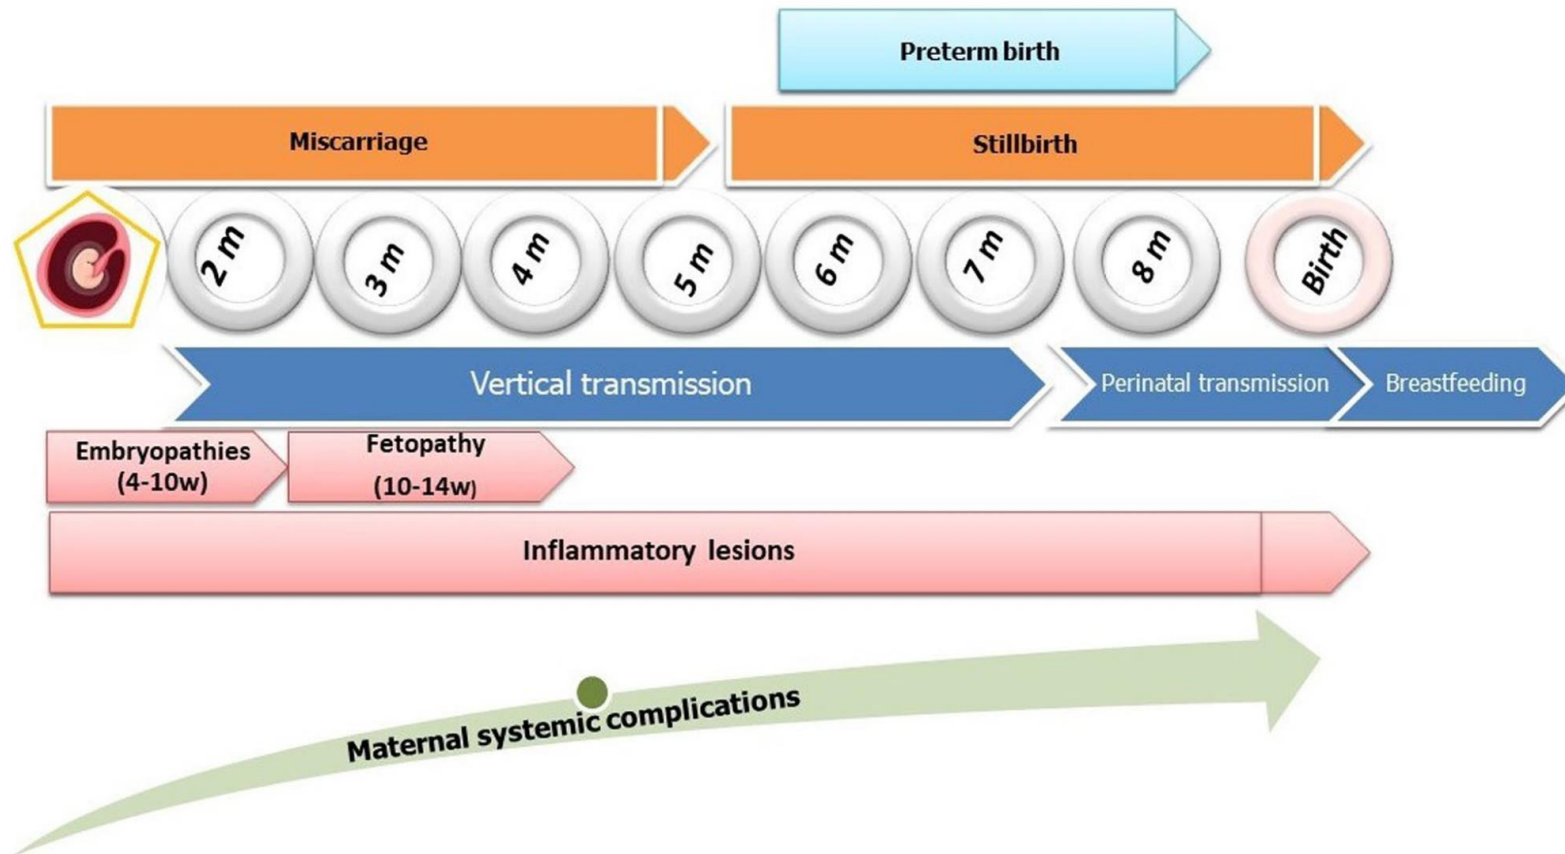 Preterm birth
Miscarriage
Stillbirth
2 m
3 m
4 m
5 m
6 m
7 m
8 m
Birth
Vertical transmission
Perinatal transmission
Breastfeeding
Embryopathies
(4-10w)
Fetopathy
(10-14w)
Inflammatory lesions
Maternal systemic complications